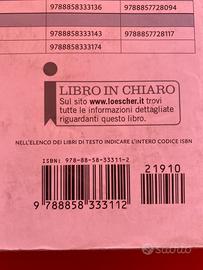 9788858333136 9788857728094
9788858333143 9788857728117
9788858333174
i LIBRO IN CHIARO
Sul sito www.loescher.it trovi
tutte le informazioni dettagliate
riguardanti questo libro.
NELL'ELENCO DEI LIBRI DI TESTO INDICARE L'INTERO CODICE ISBN
ISBN: 978-88-58-33311-2
21910
9 788858 333112
subito